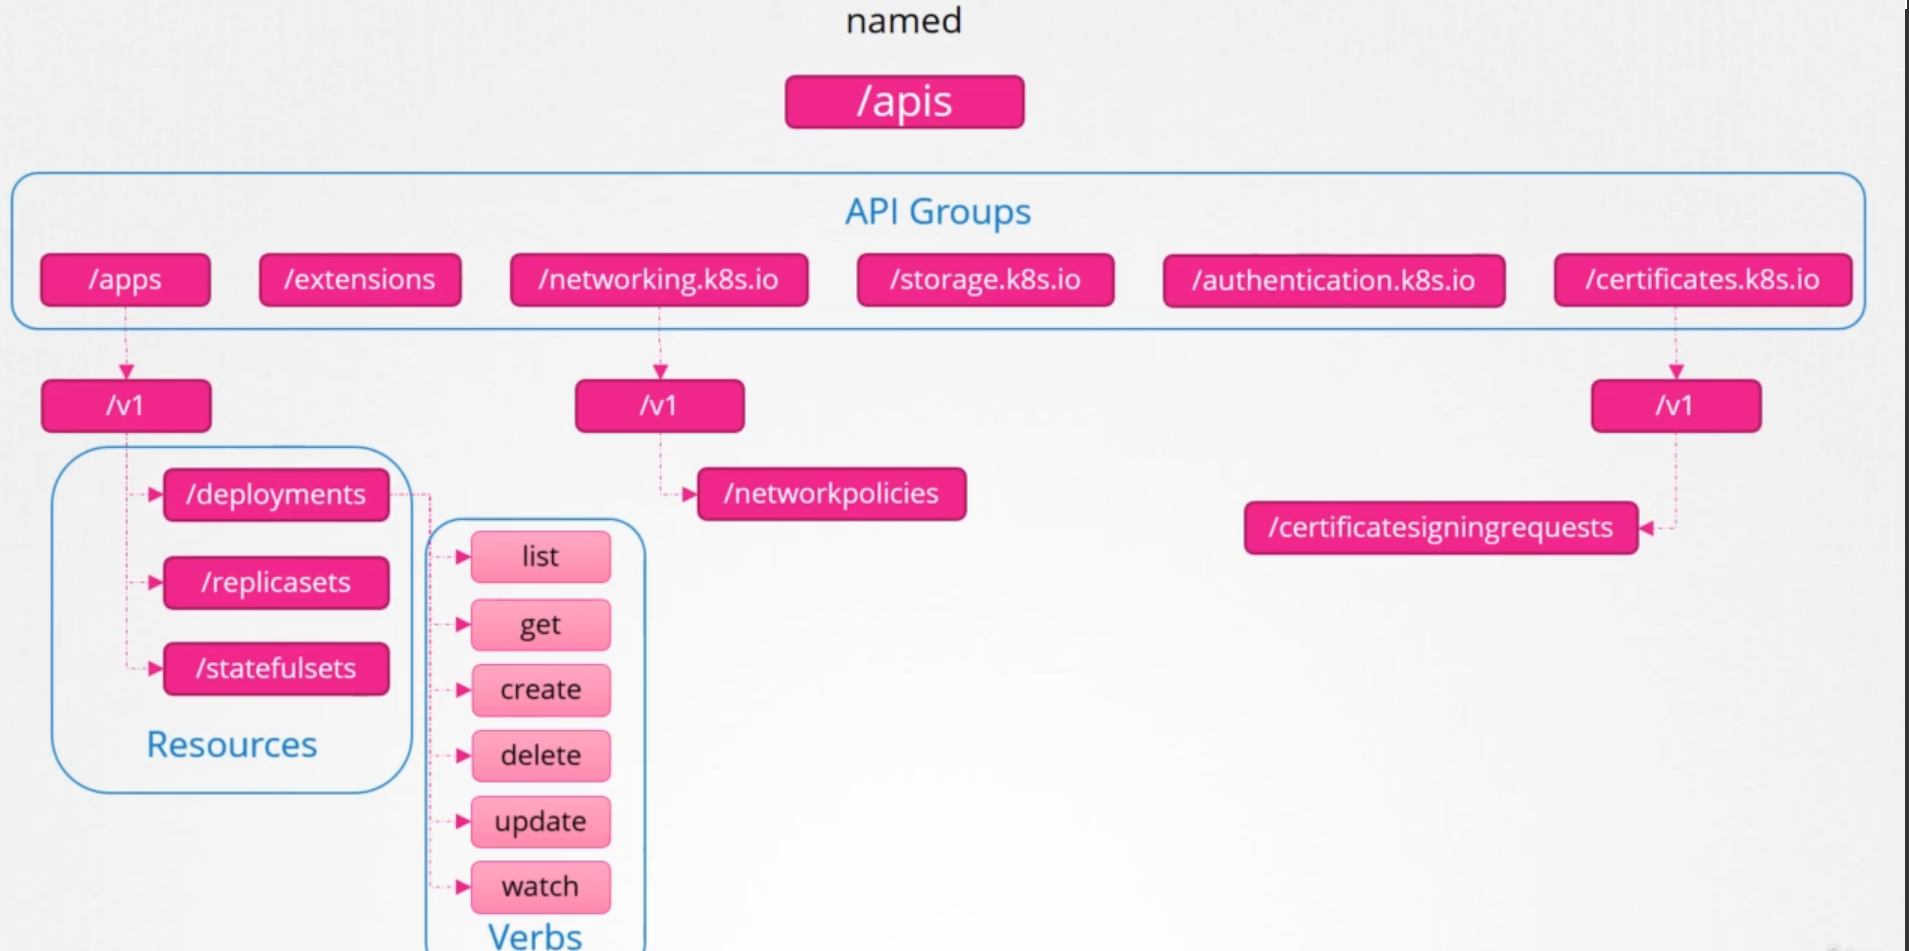 named
/apis
API Groups
/apps
/extensions
/networking.k8s.io
/storage.k8s.io
/authentication.k8s.io
/certificates.k8s.io
/v1
/v1
/v1
/deployments
/replicasets
/statefulsets
Resources
list
get
create
delete
update
watch
Verbs
/networkpolicies
/certificatesigningrequests